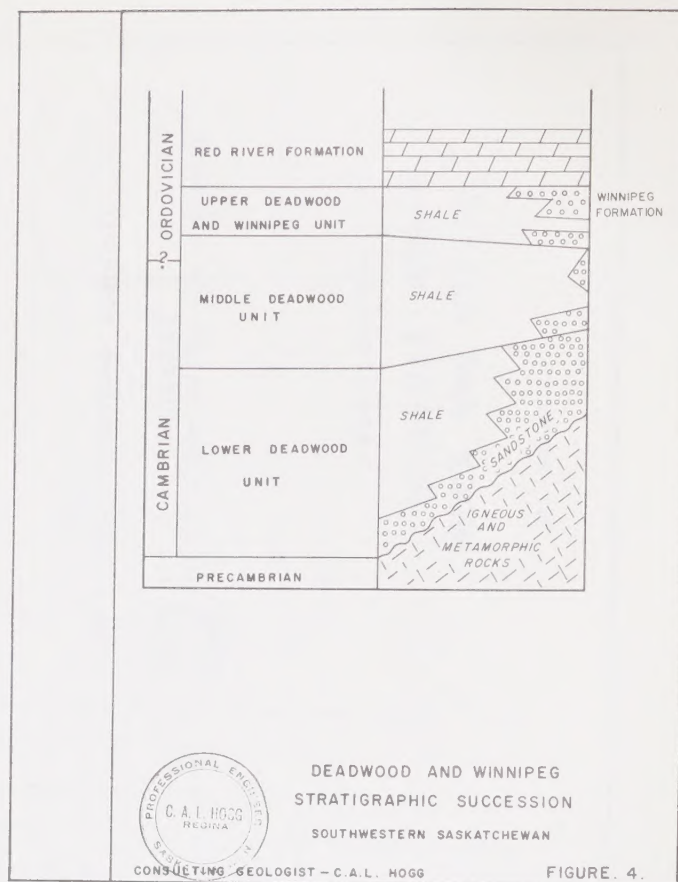 ORDOVICIAN
?
CAMBRIAN
RED RIVER FORMATION
UPPER DEADWOOD
AND WINNIPEG UNIT
MIDDLE DEADWOOD
UNIT
LOWER DEADWOOD
UNIT
PRECAMBRIAN
SHALE
SHALE
SHALE
SANDSTONE
IGNEOUS
AND
METAMORPHIC
ROCKS
WINNIPEG
FORMATION
PROFESSIONAL ENGINEER
C. A. L. HOGG
REGINA
DEADWOOD AND WINNIPEG
STRATIGRAPHIC SUCCESSION
SOUTHWESTERN SASKATCHEWAN
CONSULTING GEOLOGIST – C.A.L. HOGG
FIGURE. 4.